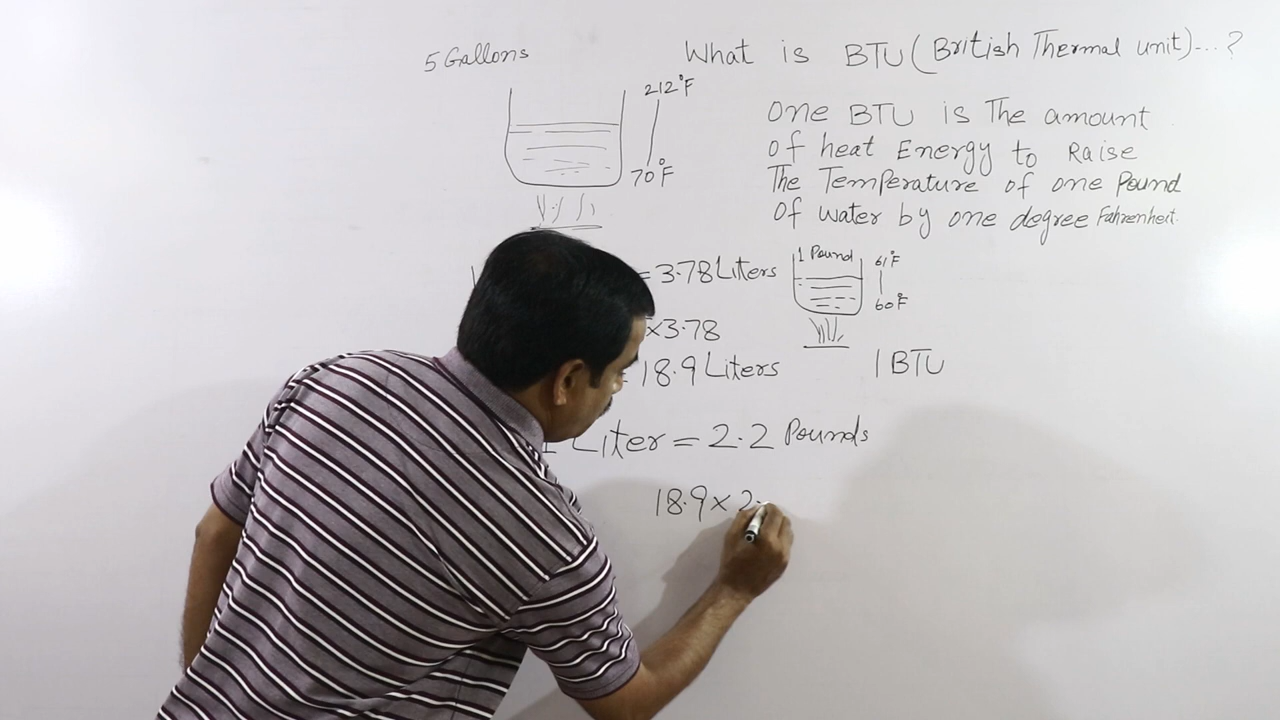 5 Gallons
What is BTU (British Thermal unit)...?
212°F
70°F
One BTU is The amount
Of heat Energy to Raise
The Temperature of one Pound
Of water by one degree Fahrenheit.
= 3.78 Liters
1 Pound
61°F
60°F
×3.78
= 18.9 Liters
1 BTU
1 Liter = 2.2 Pounds
18.9 × 2.